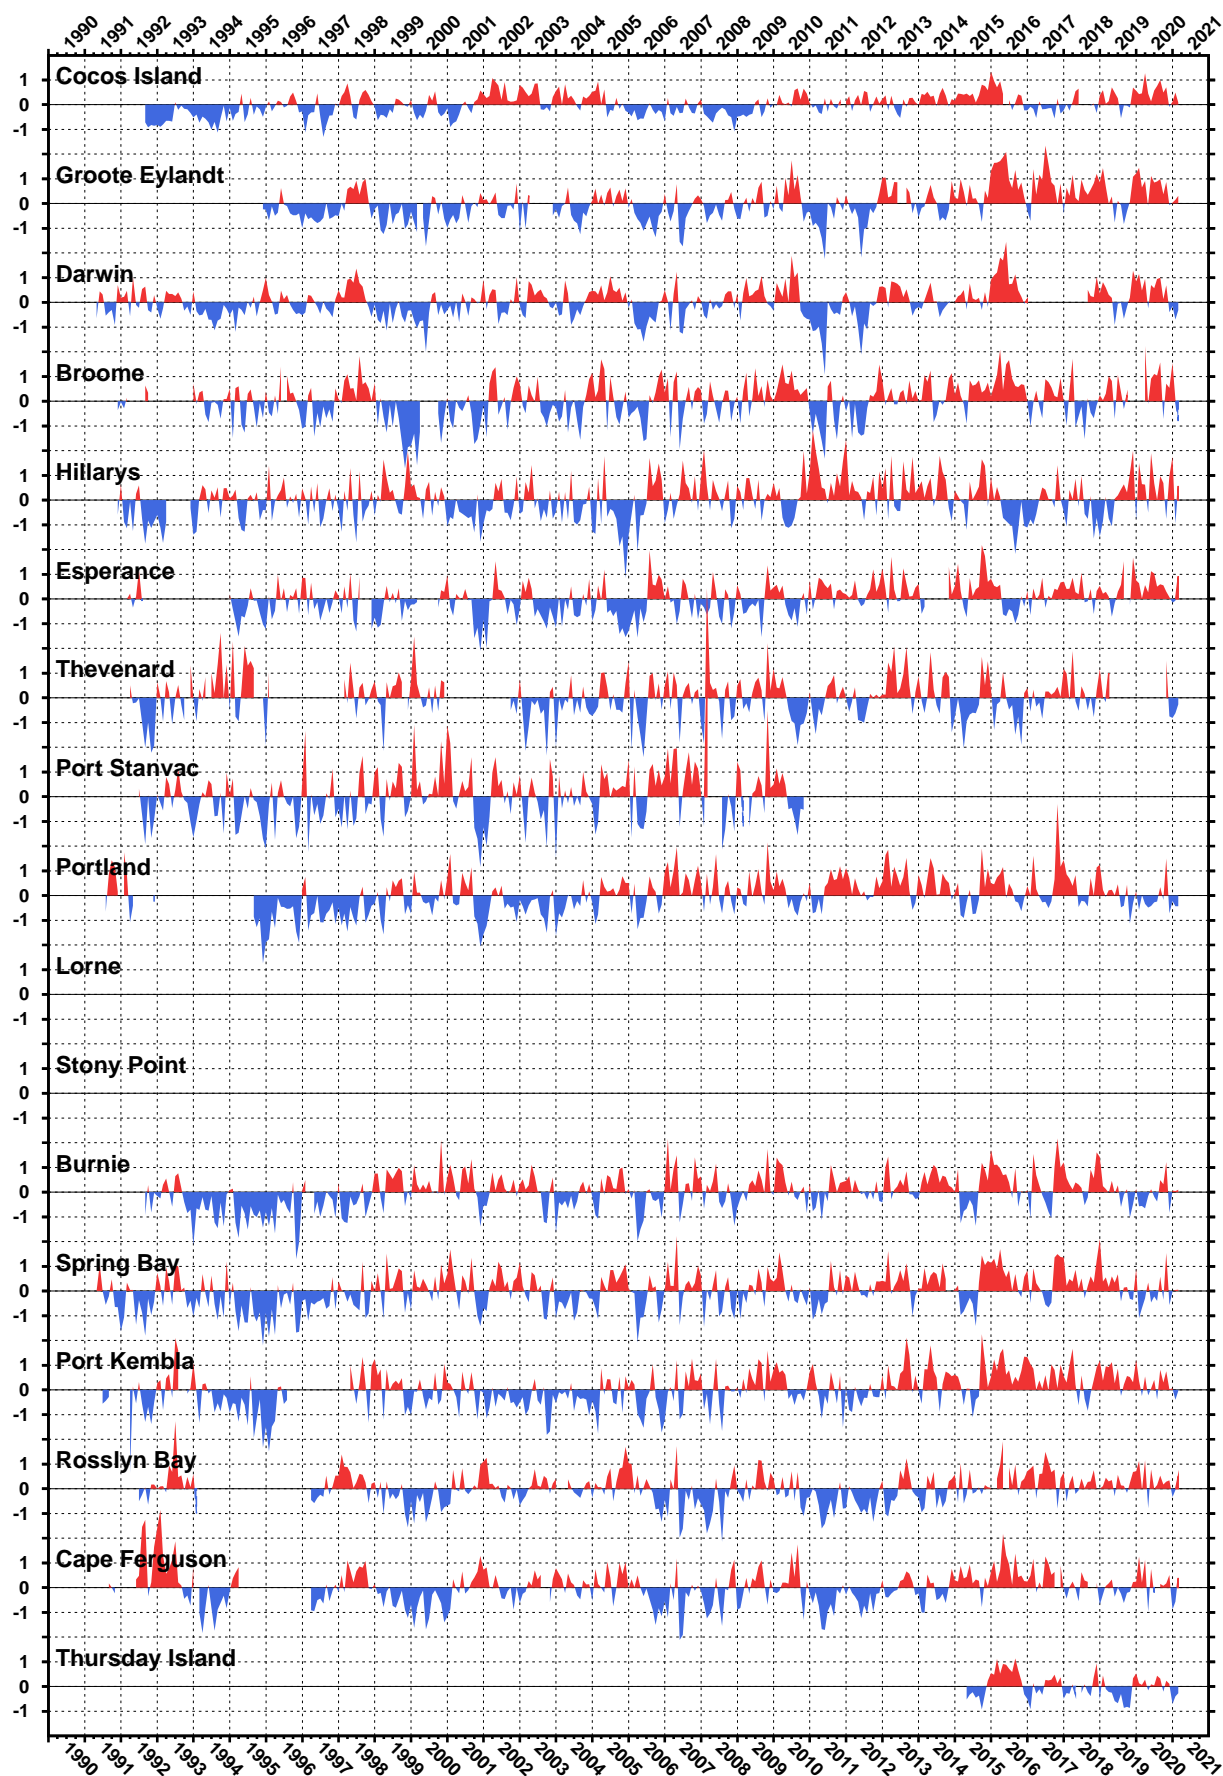 1990 1991 1992 1993 1994 1995 1996 1997 1998 1999 2000 2001 2002 2003 2004 2005 2006 2007 2008 2009 2010 2011 2012 2013 2014 2015 2016 2017 2018 2019 2020 2021
Cocos Island
1
0
-1
Groote Eylandt
1
0
-1
Darwin
1
0
-1
Broome
1
0
-1
Hillarys
1
0
-1
Esperance
1
0
-1
Thevenard
1
0
-1
Port Stanvac
1
0
-1
Portland
1
0
-1
Lorne
1
0
-1
Stony Point
1
0
-1
Burnie
1
0
-1
Spring Bay
1
0
-1
Port Kembla
1
0
-1
Rosslyn Bay
1
0
-1
Cape Ferguson
1
0
-1
Thursday Island
1
0
-1
1990 1991 1992 1993 1994 1995 1996 1997 1998 1999 2000 2001 2002 2003 2004 2005 2006 2007 2008 2009 2010 2011 2012 2013 2014 2015 2016 2017 2018 2019 2020 2021